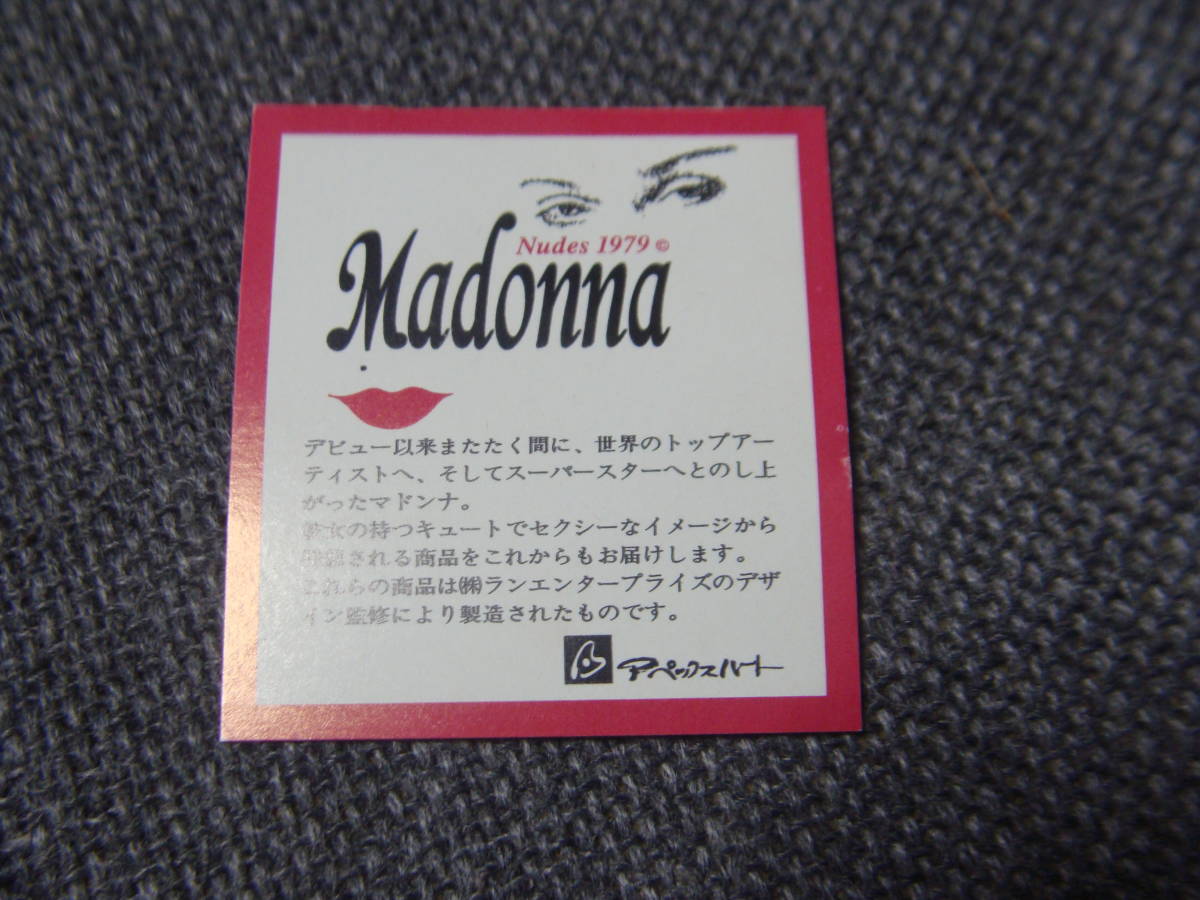 Nudes 1979 ©
Madonna
デビュー以来またたく間に、世界のトップアー
ティストへ、そしてスーパースターへとのし上
がったマドンナ。
彼女の持つキュートでセクシーなイメージから
される商品をこれからもお届けします。
これらの商品は㈱ランエンタープライズのデザ
イン監修により製造されたものです。
アペックスハート